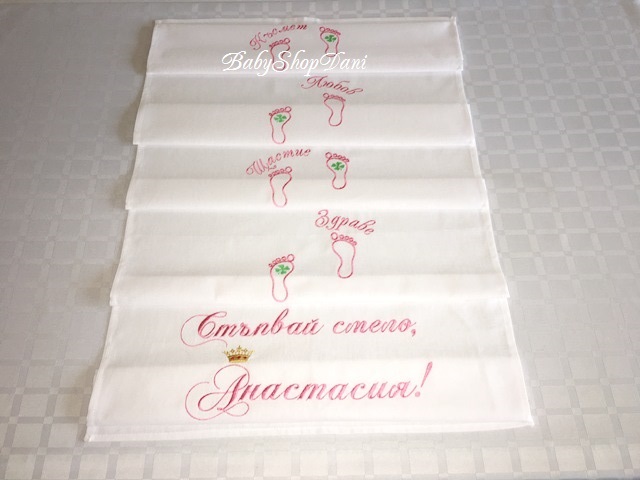 Късмет
BabyShopDani
Любов
Щастие
Здраве
Стъпвай смело,
Анастасия!